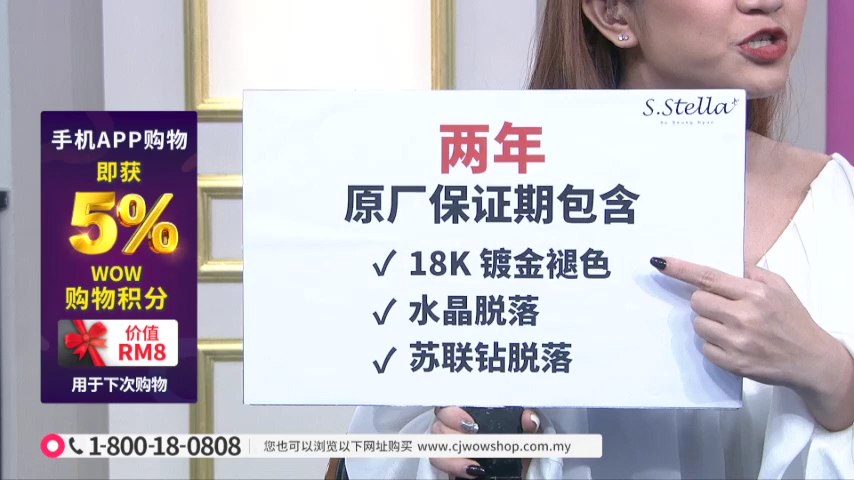 手机APP购物
即获
5%
WOW
购物积分
价值
RM8
用于下次购物
S.Stella
两年
原厂保证期包含
✓ 18K 镀金褪色
✓ 水晶脱落
✓ 苏联钻脱落
1-800-18-0808 您也可以浏览以下网址购买 www.cjwowshop.com.my